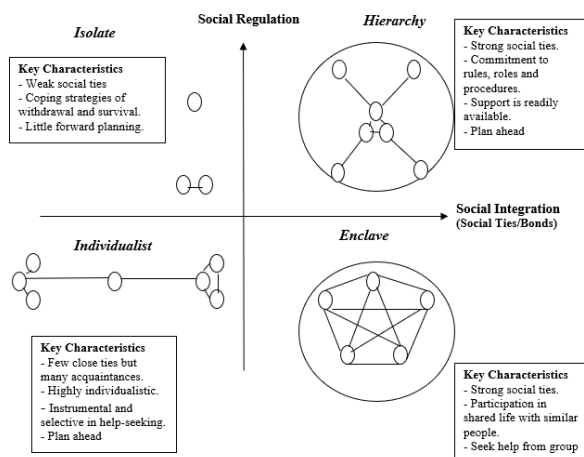 Isolate
Social Regulation
Hierarchy
Key Characteristics
- Weak social ties
- Coping strategies of
withdrawal and survival.
- Little forward planning.
Key Characteristics
- Strong social ties.
- Commitment to
rules, roles and
procedures.
- Support is readily
available.
- Plan ahead
Social Integration
(Social Ties/Bonds)
Individualist
Enclave
Key Characteristics
- Few close ties but
many acquaintances.
- Highly individualistic.
- Instrumental and
selective in help-seeking.
- Plan ahead
Key Characteristics
- Strong social ties.
- Participation in
shared life with similar
people.
- Seek help from group